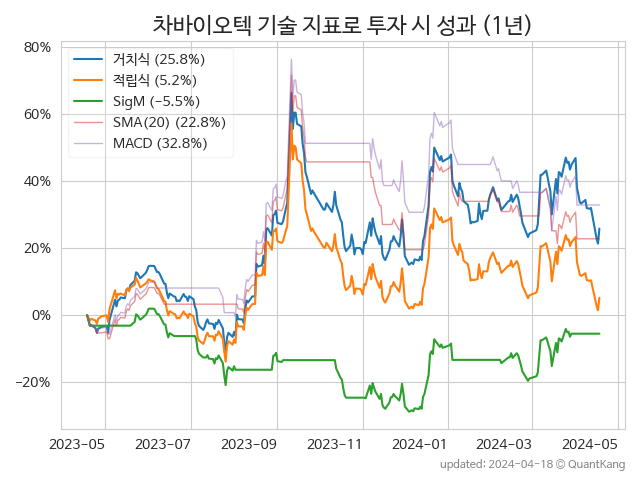 차바이오텍 기술 지표로 투자 시 성과 (1년)
80%
60%
40%
20%
0%
−20%
거치식 (25.8%)
적립식 (5.2%)
SigM (−5.5%)
SMA(20) (22.8%)
MACD (32.8%)
2023-05
2023-07
2023-09
2023-11
2024-01
2024-03
2024-05
updated: 2024-04-18 © QuantKang